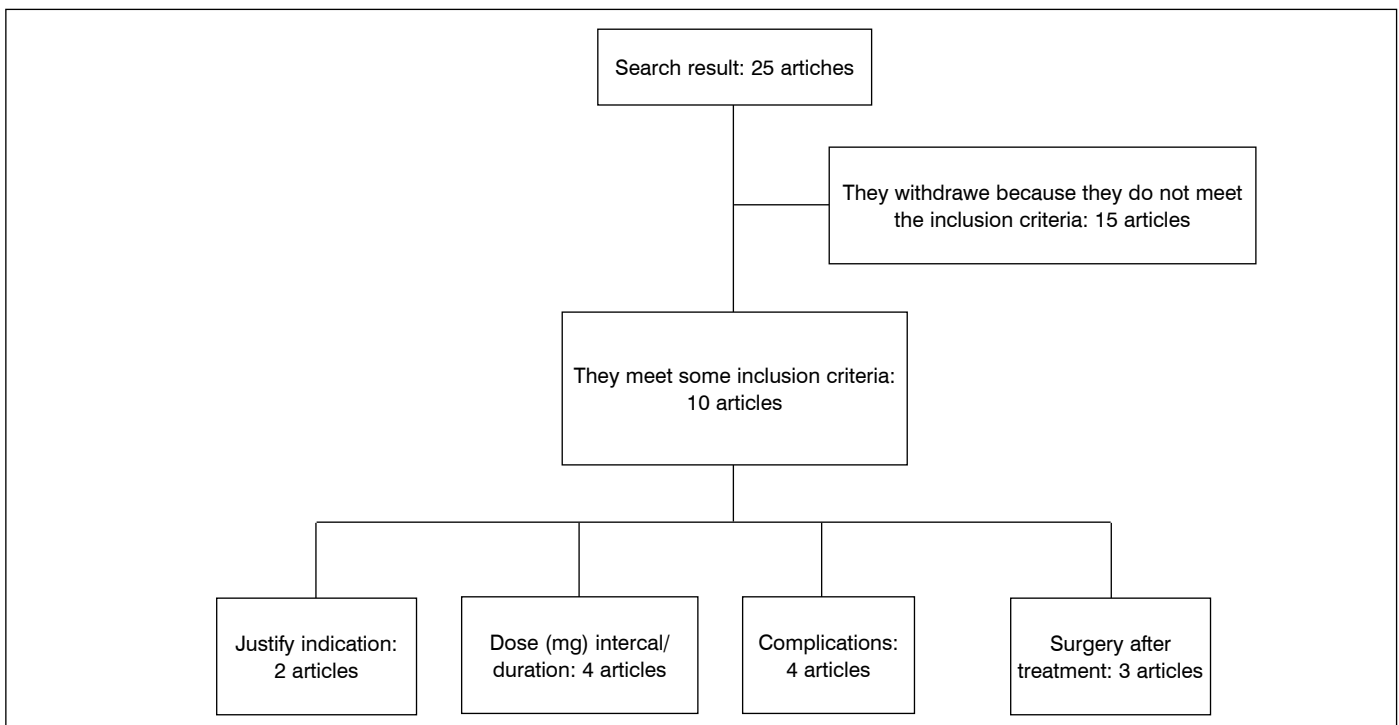 Search result: 25 artiches
They withdrawe because they do not meet
the inclusion criteria: 15 articles
They meet some inclusion criteria:
10 articles
Justify indication:
2 articles
Dose (mg) intercal/
duration: 4 articles
Complications:
4 articles
Surgery after
treatment: 3 articles